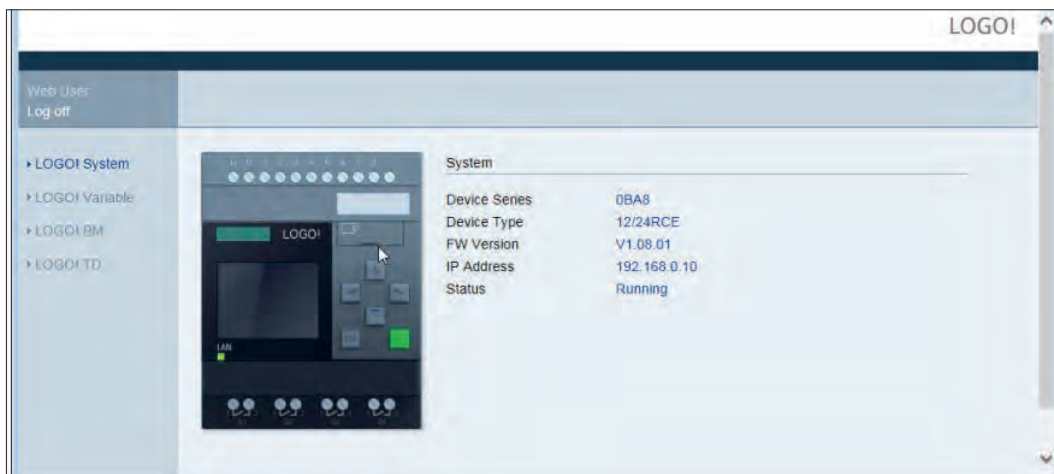 LOGO!
Web User
Log off
LOGO! System
LOGO! Variable
LOGO! BM
LOGO! TD
LOGO!
LAN
System
Device Series 0BA8
Device Type 12/24RCE
FW Version V1.08.01
IP Address 192.168.0.10
Status Running